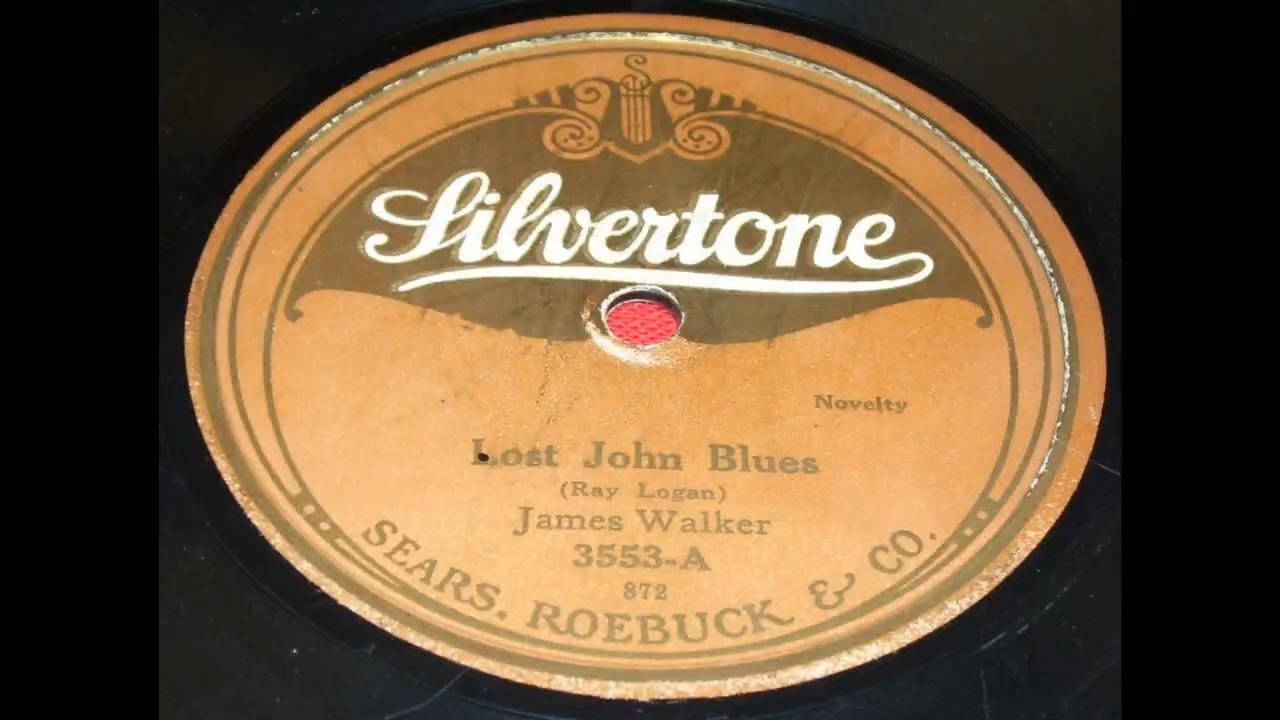 S
Silvertone
Novelty
Lost John Blues
(Ray Logan)
James Walker
3553-A
872
SEARS, ROEBUCK & CO.